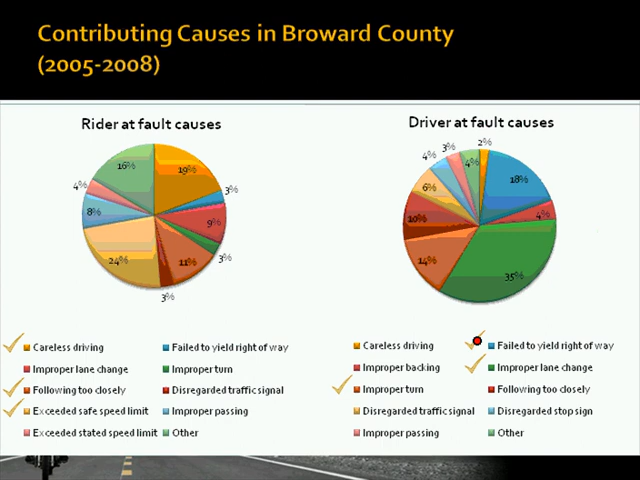 Contributing Causes in Broward County
(2005-2008)
Rider at fault causes
19%
3%
9%
3%
11%
3%
24%
8%
4%
16%
Careless driving
Failed to yield right of way
Improper lane change
Improper turn
Following too closely
Disregarded traffic signal
Exceeded safe speed limit
Improper passing
Exceeded stated speed limit
Other
Driver at fault causes
2%
18%
4%
35%
14%
10%
6%
4%
3%
4%
Careless driving
Failed to yield right of way
Improper backing
Improper lane change
Improper turn
Following too closely
Disregarded traffic signal
Disregarded stop sign
Improper passing
Other